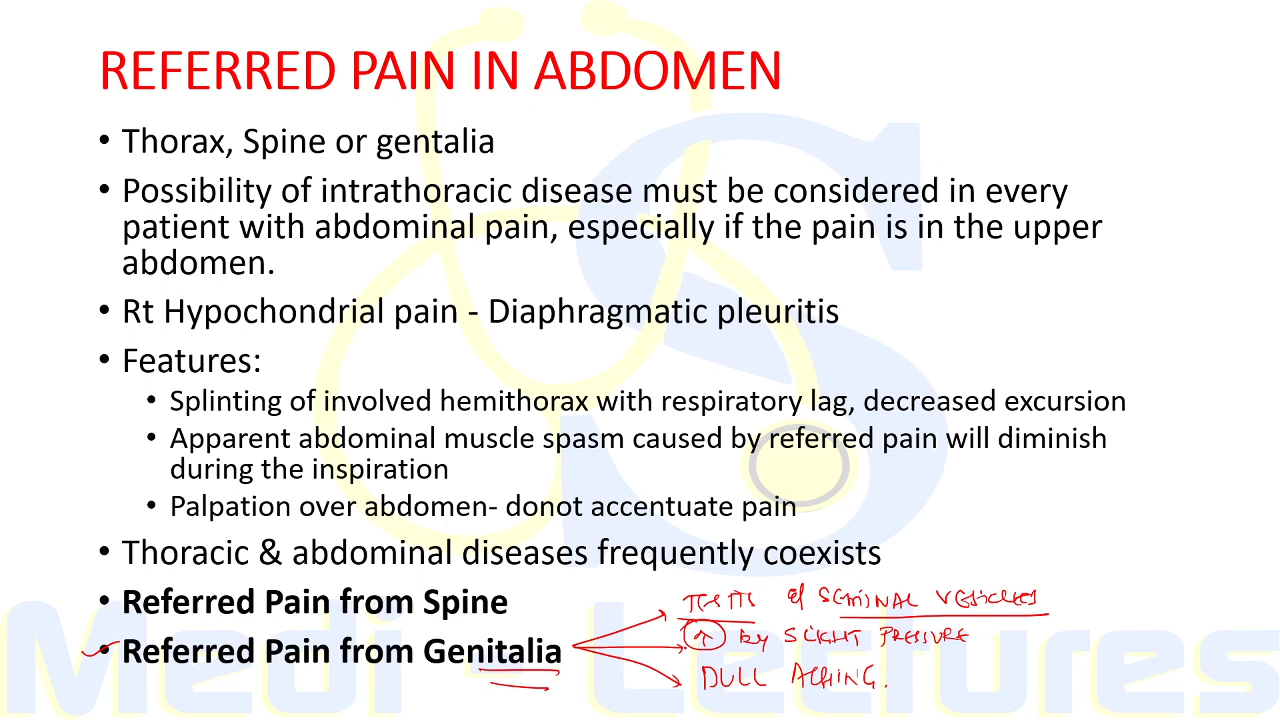 REFERRED PAIN IN ABDOMEN
• Thorax, Spine or gentalia
• Possibility of intrathoracic disease must be considered in every
patient with abdominal pain, especially if the pain is in the upper
abdomen.
• Rt Hypochondrial pain - Diaphragmatic pleuritis
• Features:
• Splinting of involved hemithorax with respiratory lag, decreased excursion
• Apparent abdominal muscle spasm caused by referred pain will diminish
during the inspiration
• Palpation over abdomen- donot accentuate pain
• Thoracic & abdominal diseases frequently coexists
• Referred Pain from Spine
• Referred Pain from Genitalia
TESTIS & SEMINAL VESICLES
↑ BY SLIGHT PRESSURE
DULL ACHING.
Medi - Lectures